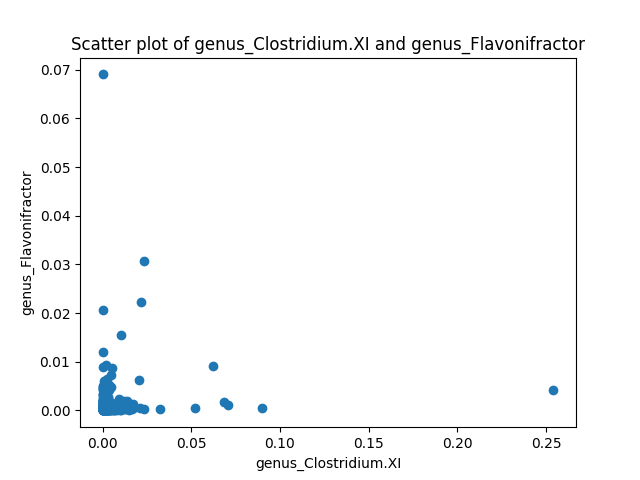 Scatter plot of genus_Clostridium.XI and genus_Flavonifractor
0.07
0.06
0.05
0.04
0.03
0.02
0.01
0.00
genus_Flavonifractor
0.00 0.05 0.10 0.15 0.20 0.25
genus_Clostridium.XI